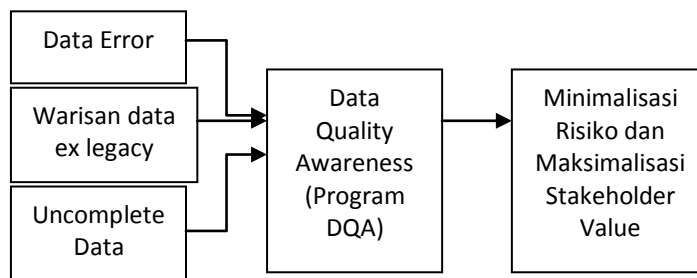 Data Error
Warisan data
ex legacy
Uncomplete
Data
Data
Quality
Awareness
(Program
DQA)
Minimalisasi
Risiko dan
Maksimalisasi
Stakeholder
Value